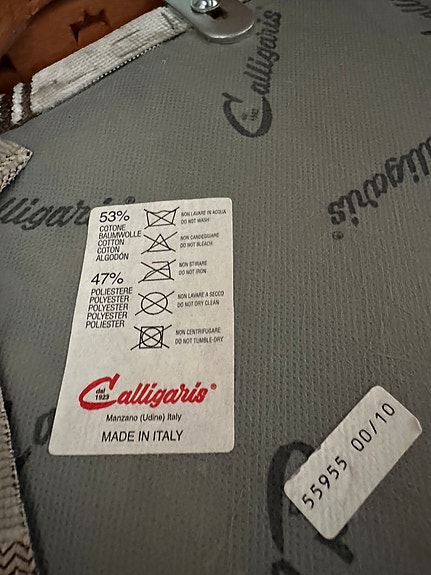 Calligaris
Calligaris®
Calligaris
53%
COTONE
BAUMWOLLE
COTTON
COTON
ALGODÓN
47%
POLIESTERE
POLYESTER
POLYESTER
POLYESTER
POLIESTER
NON LAVARE IN ACQUA
DO NOT WASH
NON CANDEGGIARE
DO NOT BLEACH
NON STIRARE
DO NOT IRON
NON LAVARE A SECCO
DO NOT DRY CLEAN
NON CENTRIFUGARE
DO NOT TUMBLE-DRY
Calligaris®
dal
1923
Manzano (Udine) Italy
MADE IN ITALY
55955 00/10